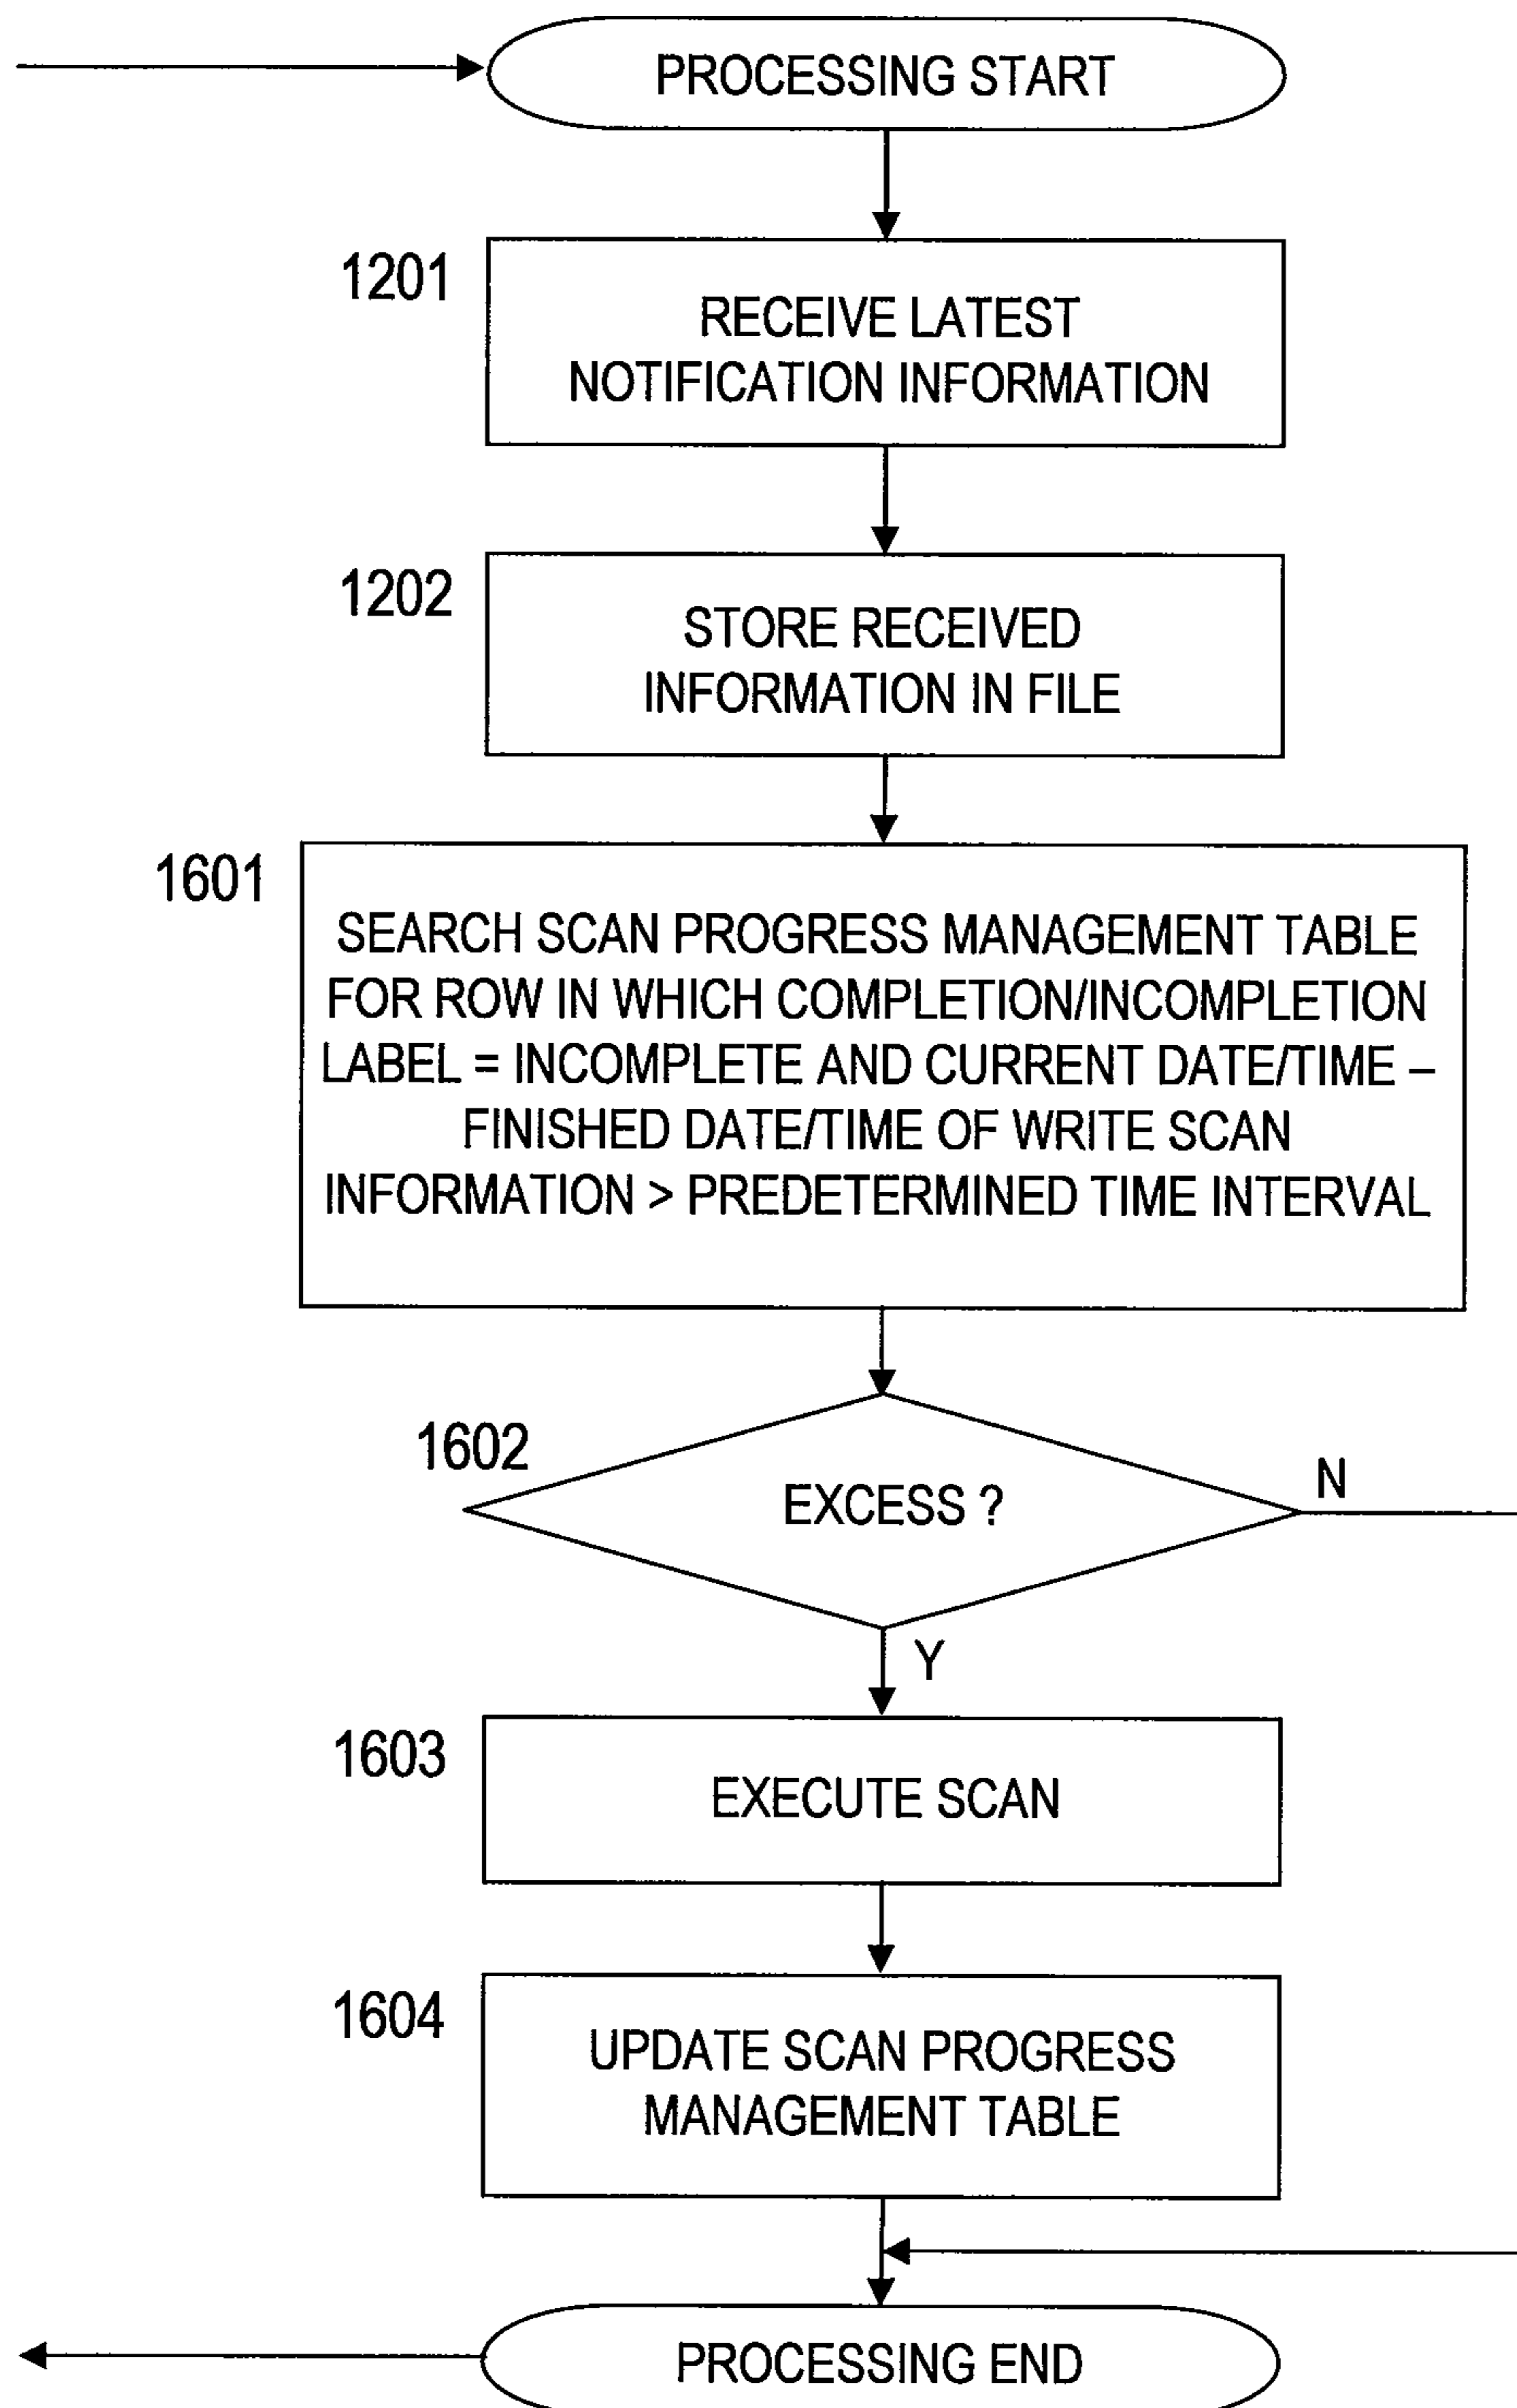 PROCESSING START
1201
RECEIVE LATEST
NOTIFICATION INFORMATION
1202
STORE RECEIVED
INFORMATION IN FILE
1601
SEARCH SCAN PROGRESS MANAGEMENT TABLE
FOR ROW IN WHICH COMPLETION/INCOMPLETION
LABEL = INCOMPLETE AND CURRENT DATE/TIME –
FINISHED DATE/TIME OF WRITE SCAN
INFORMATION > PREDETERMINED TIME INTERVAL
1602
EXCESS ?
N
Y
1603
EXECUTE SCAN
1604
UPDATE SCAN PROGRESS
MANAGEMENT TABLE
PROCESSING END